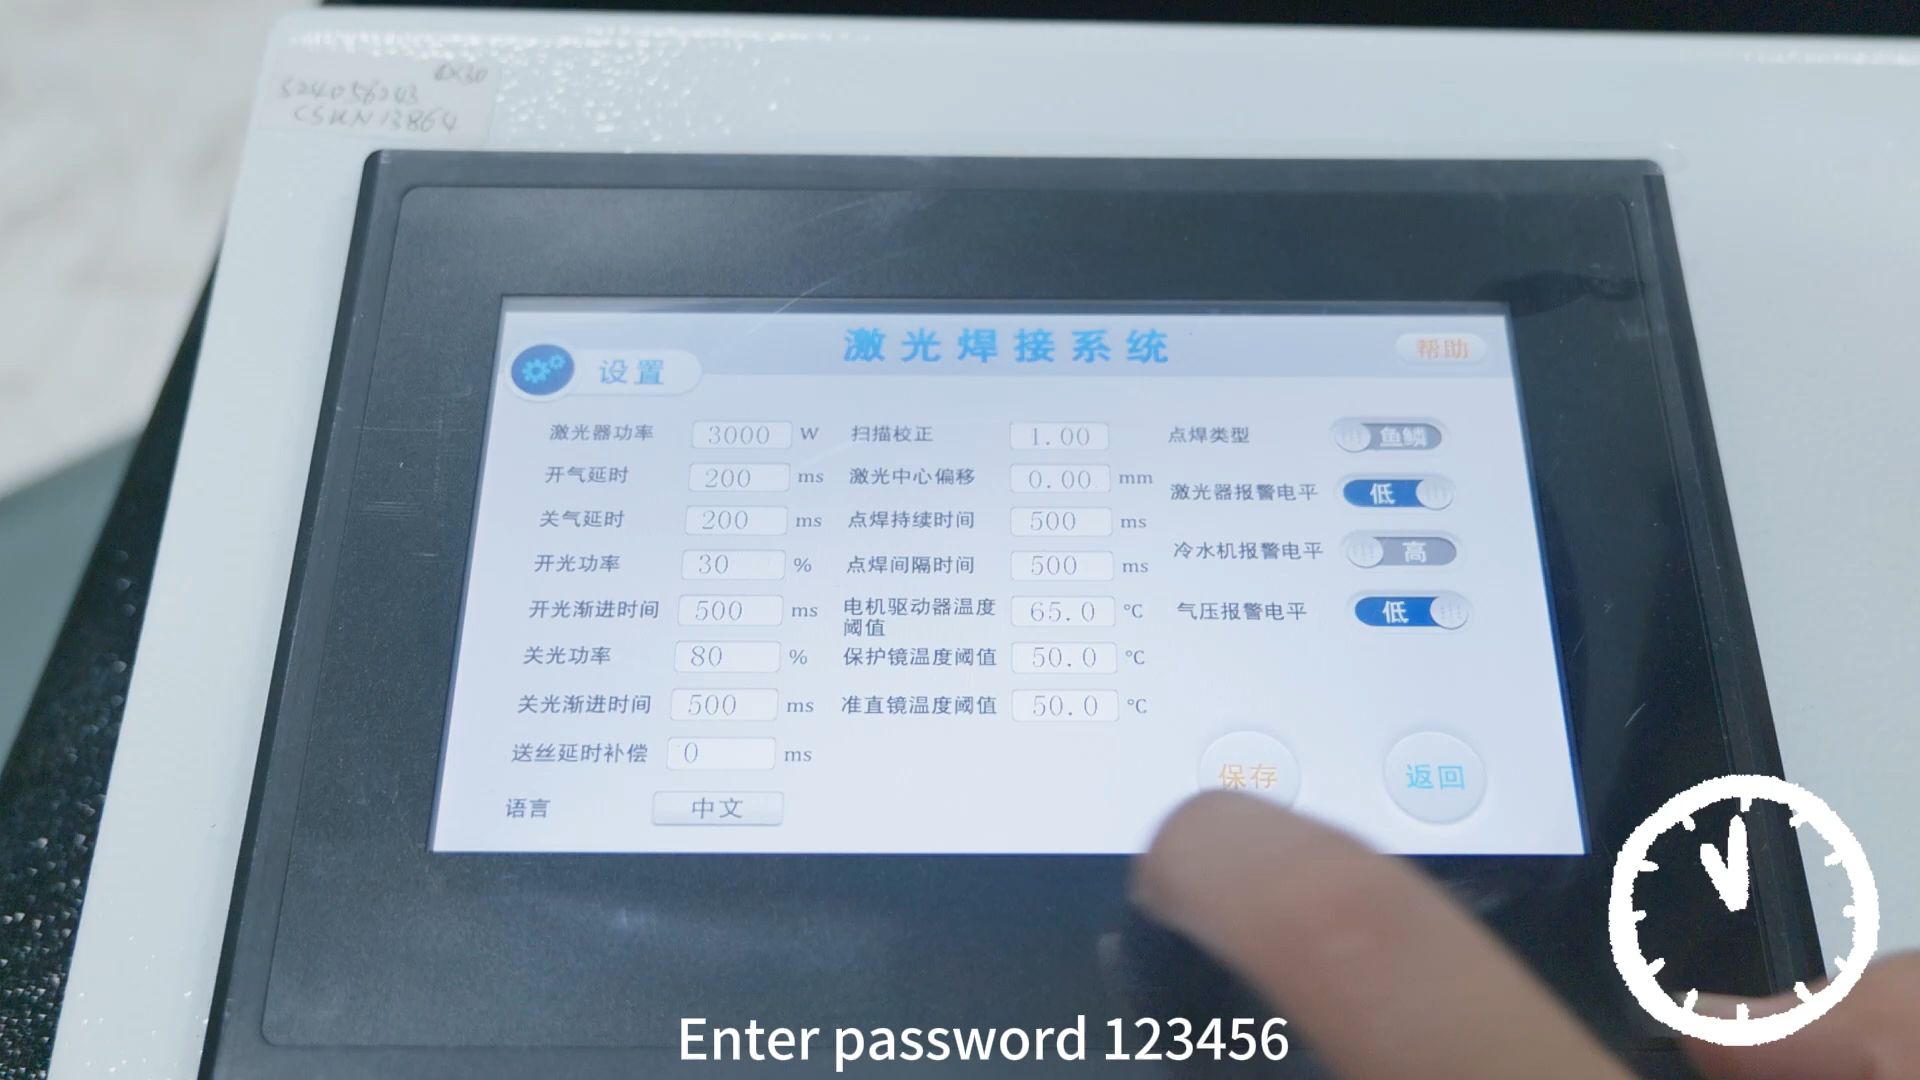 6X30
S24056243
CSKN13864
激光焊接系统
设置
帮助
激光器功率 3000 W 扫描校正 1.00 点焊类型 鱼鳞
开气延时 200 ms 激光中心偏移 0.00 mm 激光器报警电平 低
关气延时 200 ms 点焊持续时间 500 ms
开光功率 30 % 点焊间隔时间 500 ms 冷水机报警电平 高
开光渐进时间 500 ms 电机驱动器温度 65.0 ℃ 气压报警电平 低
阈值
关光功率 80 % 保护镜温度阈值 50.0 ℃
关光渐进时间 500 ms 准直镜温度阈值 50.0 ℃
送丝延时补偿 0 ms
保存 返回
语言 中文
Enter password 123456